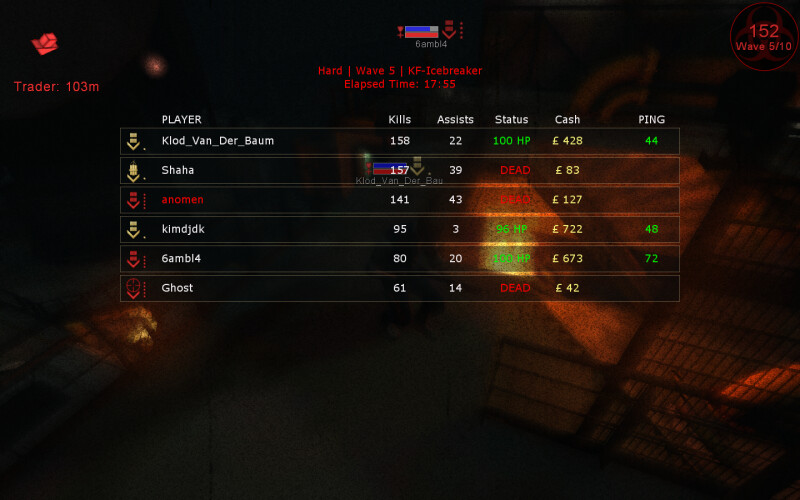 6ambl4
152
Wave 5/10
Trader: 103m
Hard | Wave 5 | KF-Icebreaker
Elapsed Time: 17:55
PLAYER Kills Assists Status Cash PING
Klod_Van_Der_Baum 158 22 100 HP £ 428 44
Shaha 157 39 DEAD £ 83
Klod_Van_Der_Bau
anomen 141 43 DEAD £ 127
kimdjdk 95 3 96 HP £ 722 48
6ambl4 80 20 100 HP £ 673 72
Ghost 61 14 DEAD £ 42